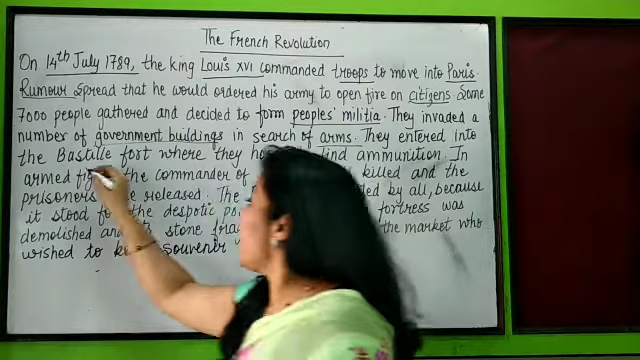 The French Revolution
On 14th July 1789, the king Louis XVI commanded troops to move into Paris.
Rumour spread that he would ordered his army to open fire on citizens Some
7000 people gathered and decided to form peoples' militia. They invaded a
number of government buildings in search of arms. They entered into
the Bastille fort where they find ammunition. In
armed the commander of killed and the
prisoners released. The by all, because
it stood the despotic fortress was
demolished and its stone the market who
wished to souvenir